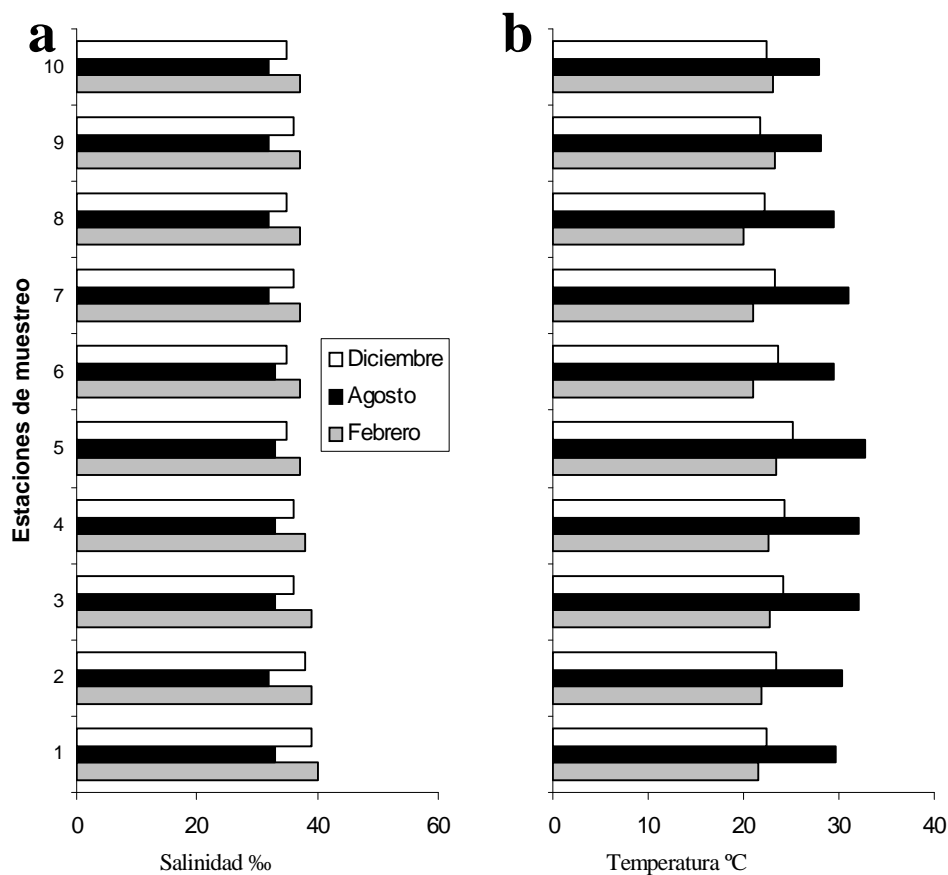 a
b
10
9
8
7
6
5
4
3
2
1
Estaciones de muestreo
Diciembre
Agosto
Febrero
0 20 40 60
0 10 20 30 40
Salinidad ‰
Temperatura ºC